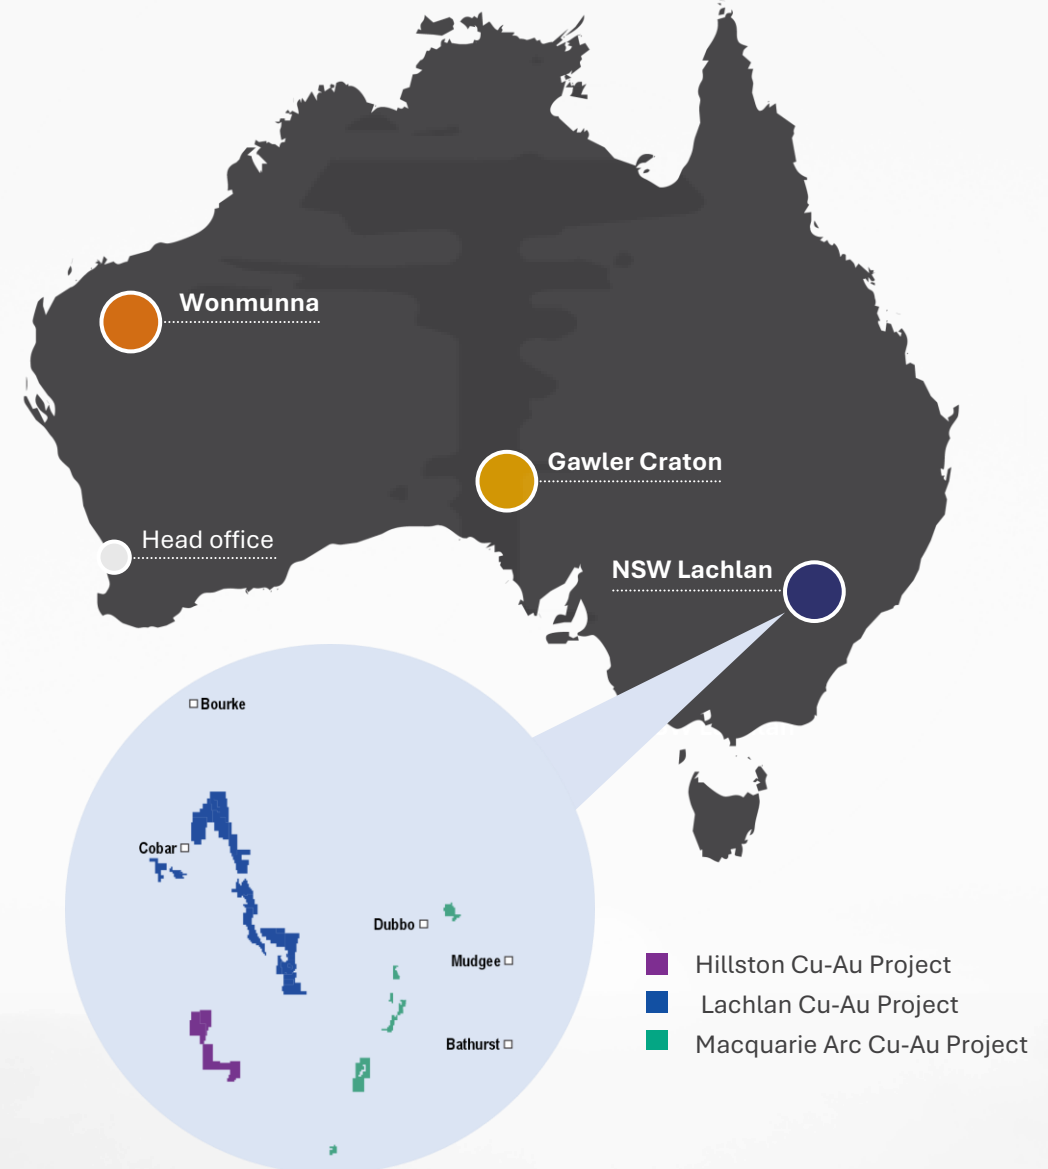 Wonmunna
Gawler Craton
Head office
NSW Lachlan
Bourke
Cobar
Dubbo
Mudgee
Bathurst
Hillston Cu-Au Project
Lachlan Cu-Au Project
Macquarie Arc Cu-Au Project